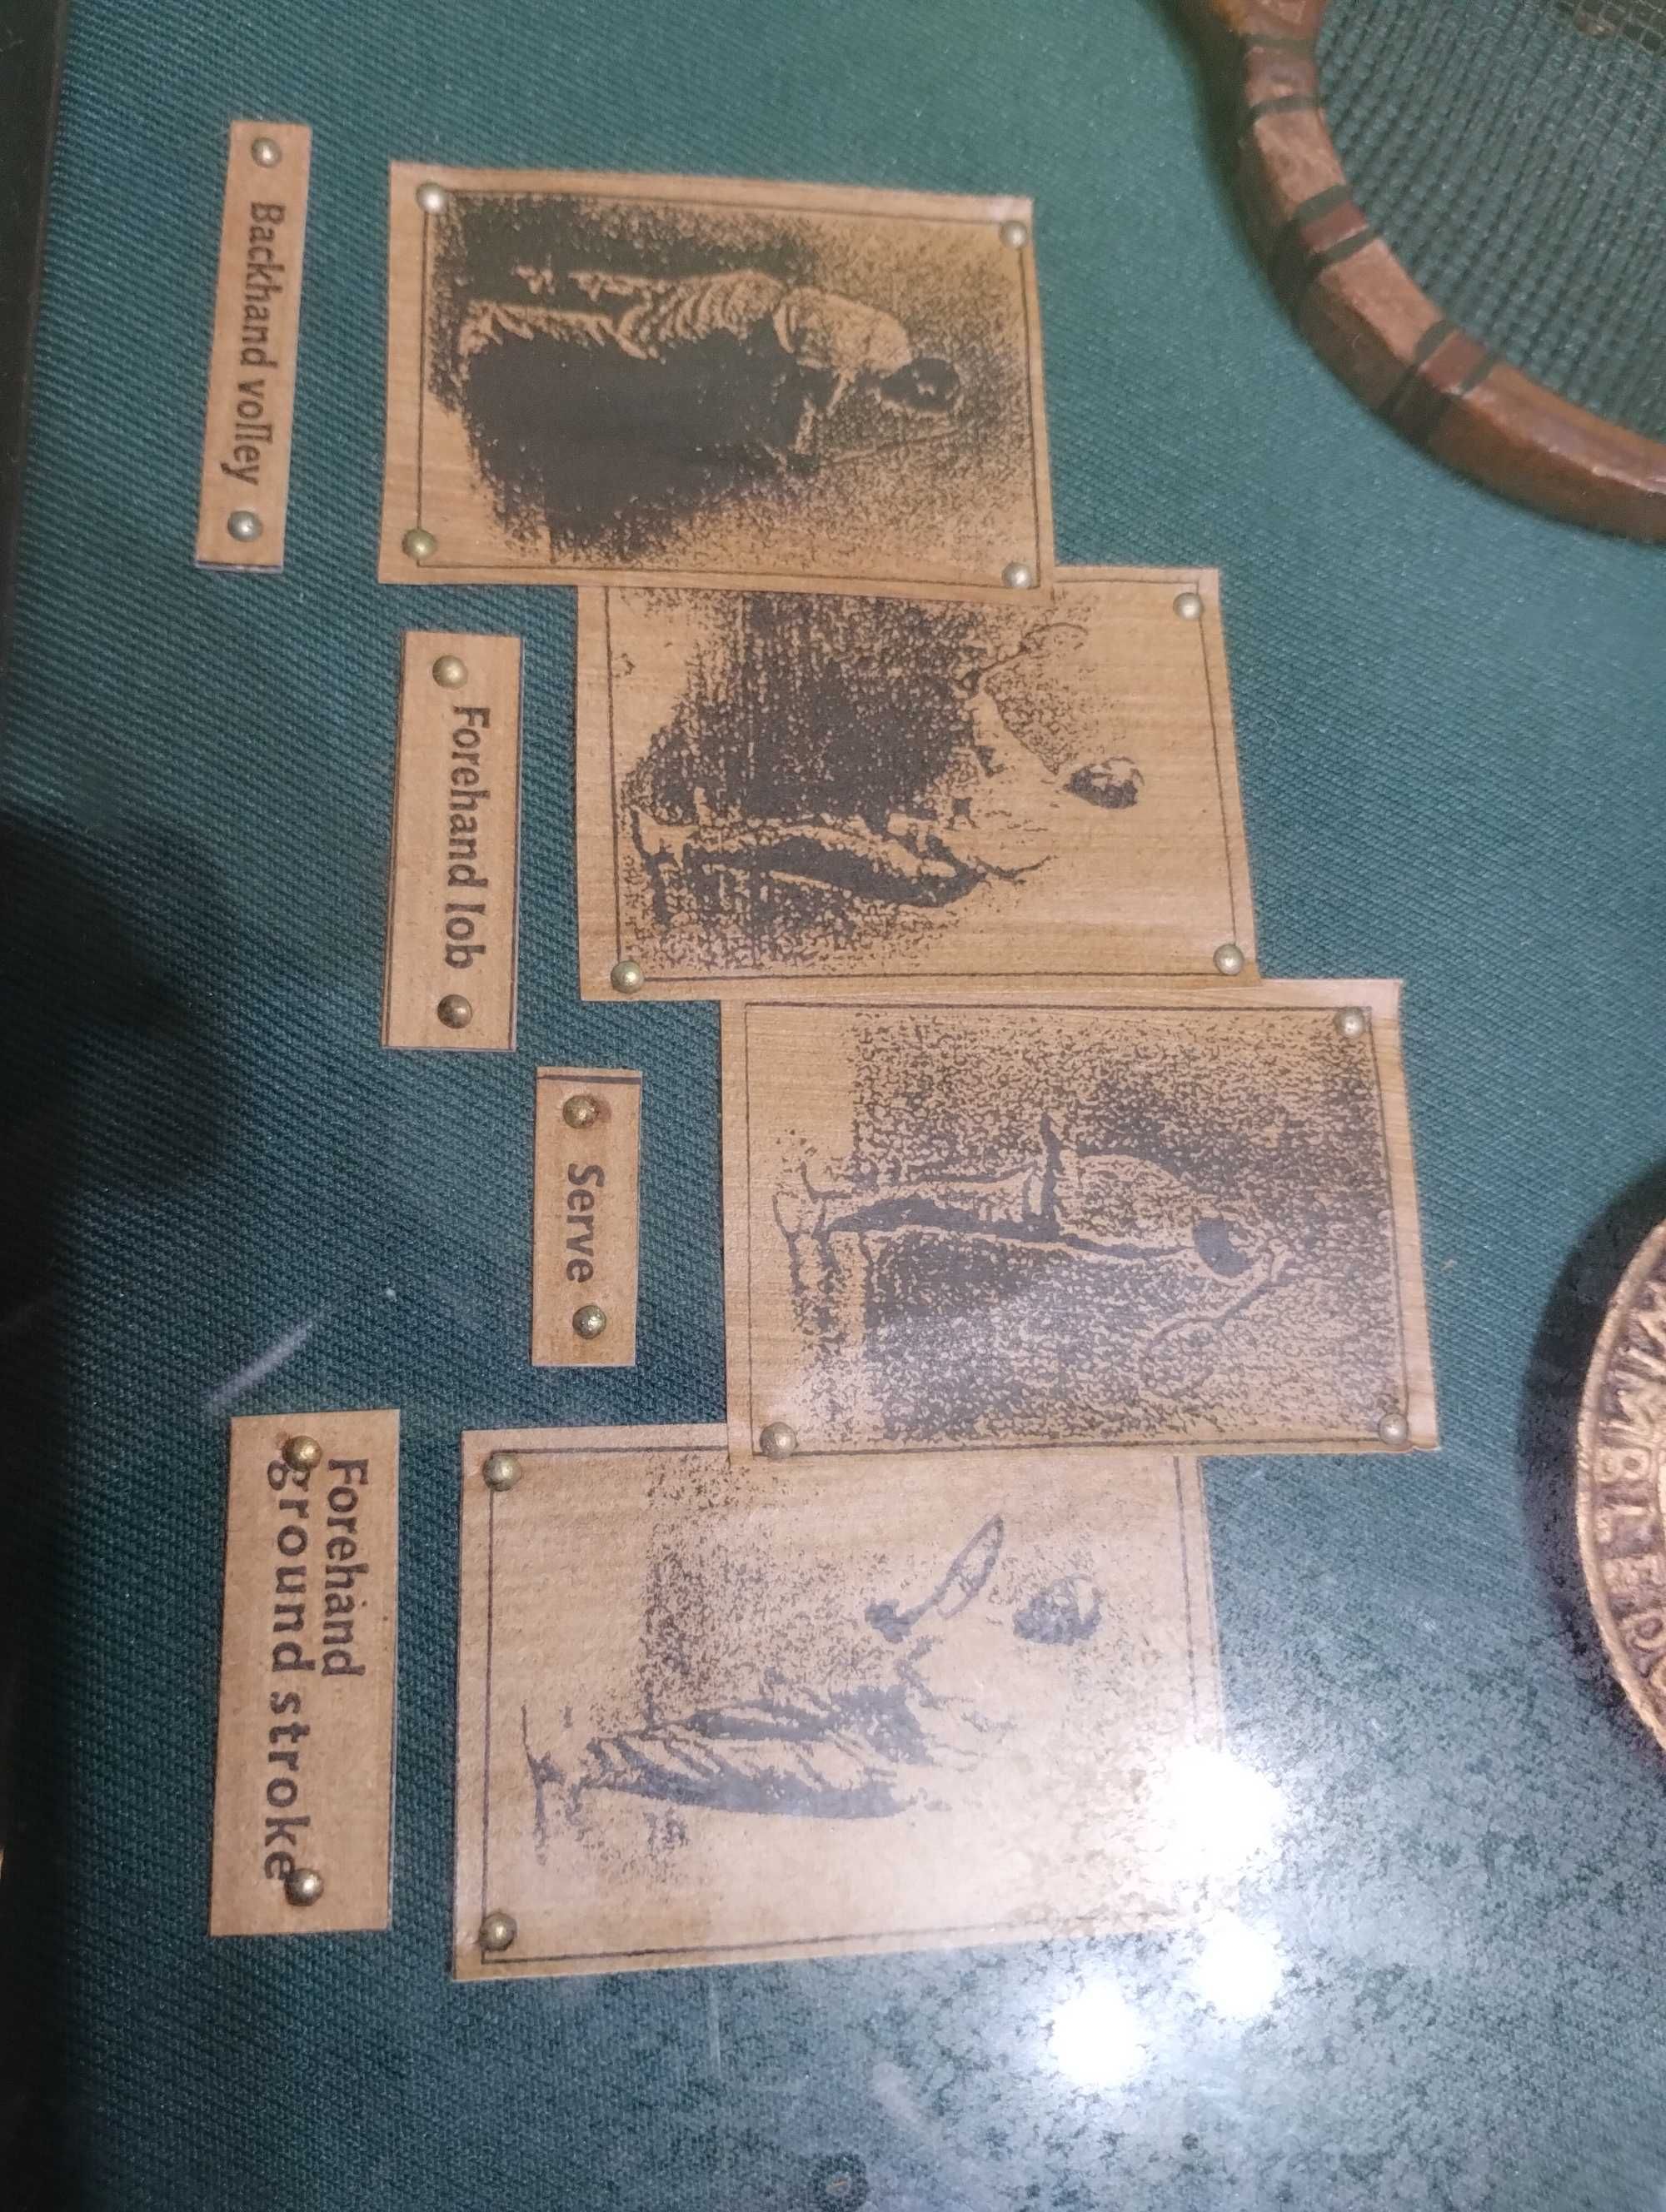 Backhand volley
Forehand lob
Serve
Forehand
ground stroke